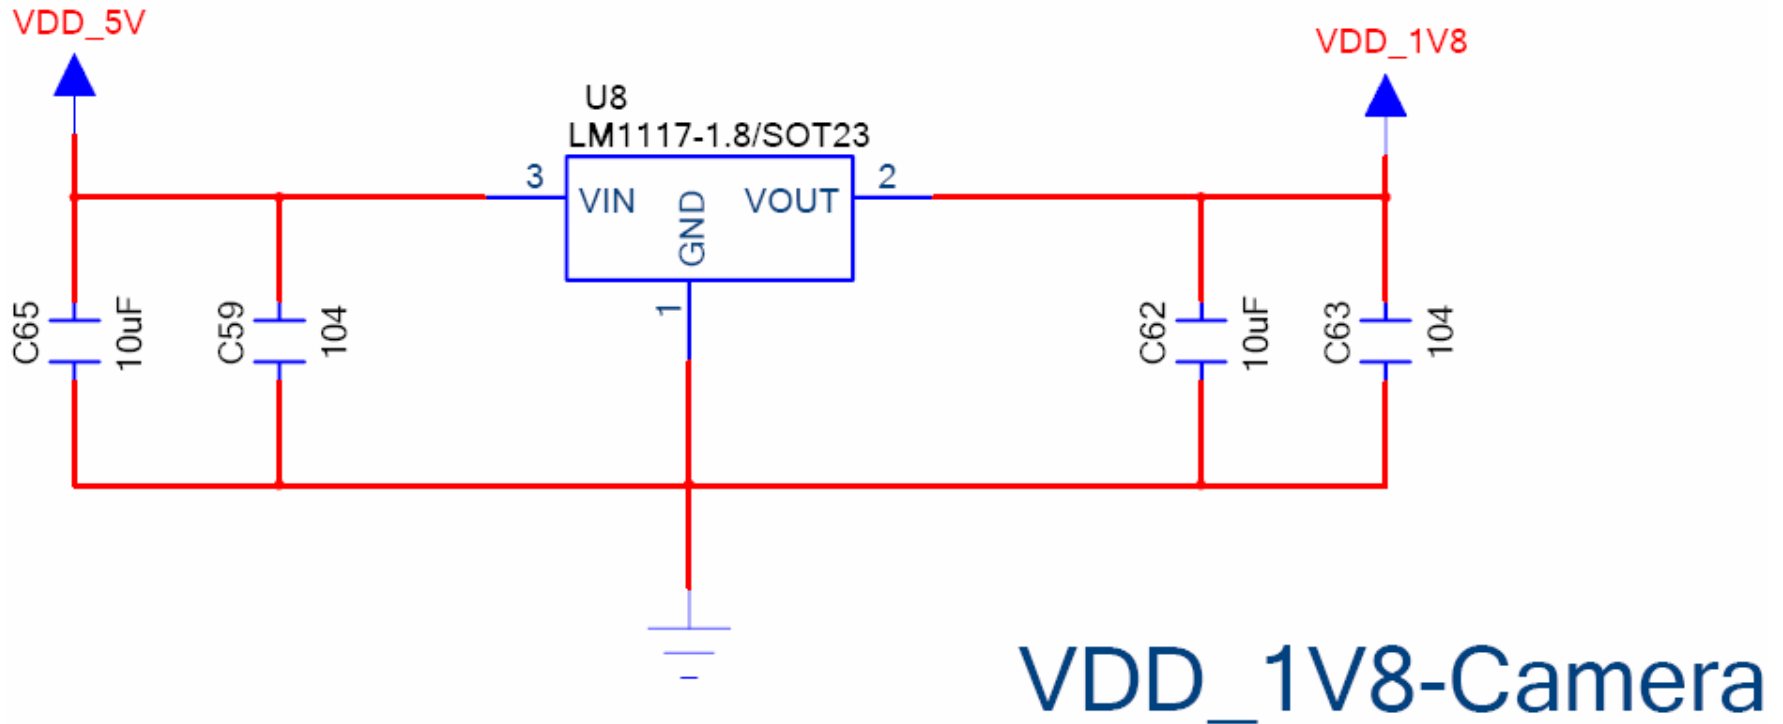 VDD_5V
VDD_1V8
U8
LM1117-1.8/SOT23
3
VIN
GND
VOUT
2
1
C65
10uF
C59
104
C62
10uF
C63
104
VDD_1V8-Camera